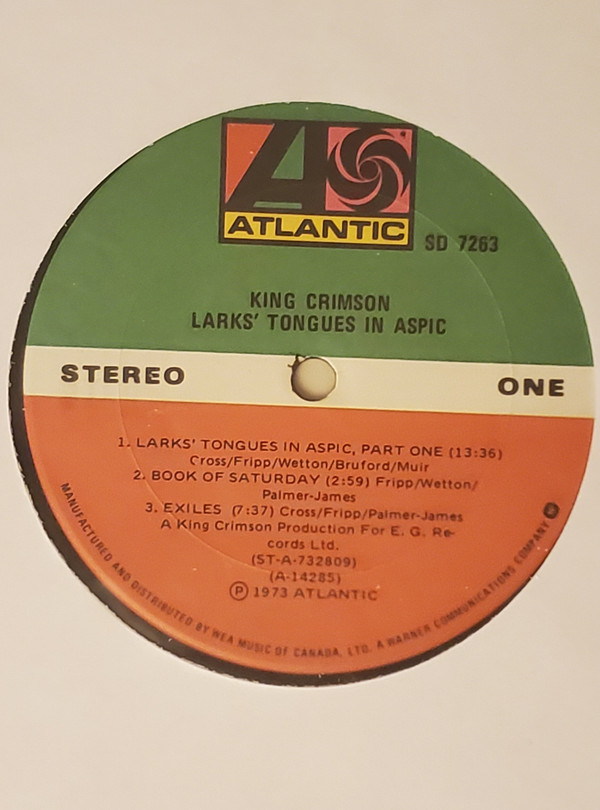 ATLANTIC
SD 7263
KING CRIMSON
LARKS' TONGUES IN ASPIC
STEREO
ONE
1. LARKS' TONGUES IN ASPIC, PART ONE (13:36)
Cross/Fripp/Wetton/Bruford/Muir
2. BOOK OF SATURDAY (2:59) Fripp/Wetton/
Palmer-James
3. EXILES (7:37) Cross/Fripp/Palmer-James
A King Crimson Production For E. G. Re-
cords Ltd.
(ST-A-732809)
(A-14285)
Ⓟ 1973 ATLANTIC
MANUFACTURED AND DISTRIBUTED BY WEA MUSIC OF CANADA, LTD. A WARNER COMMUNICATIONS COMPANY